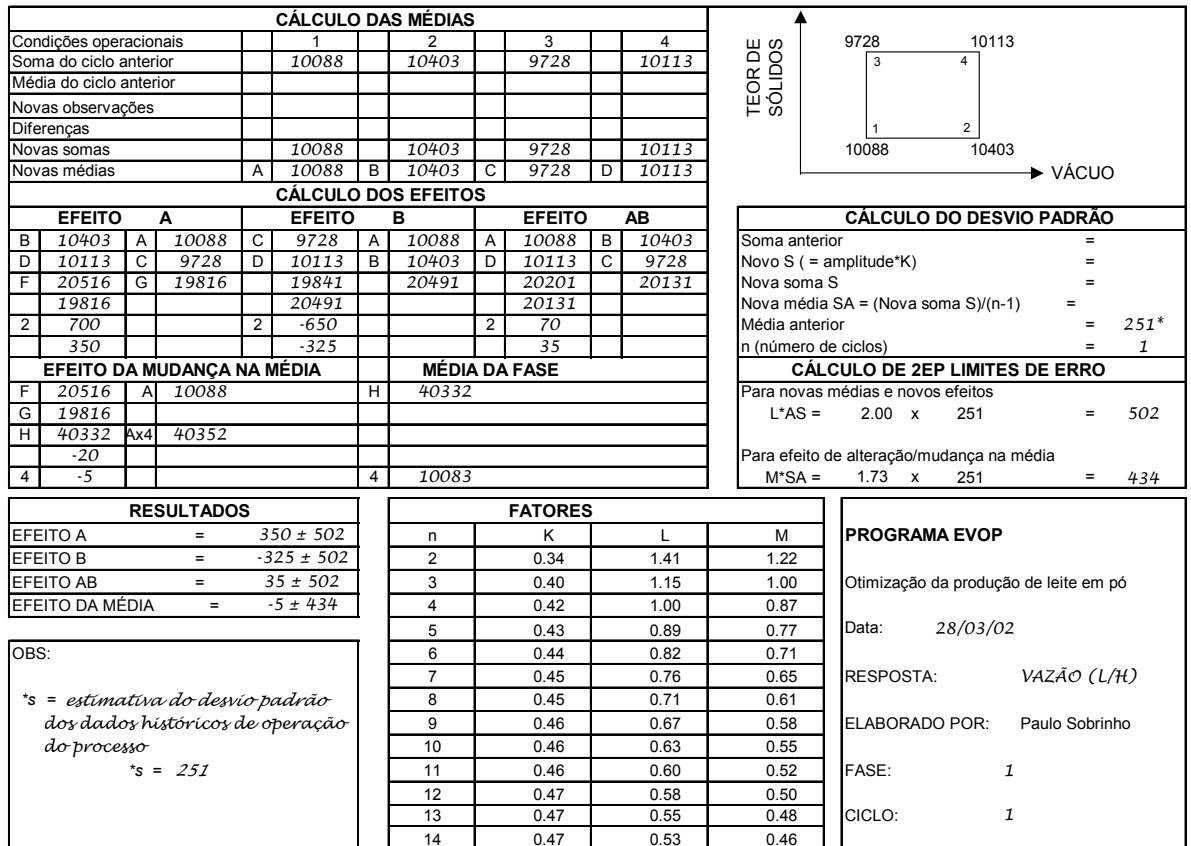 CÁLCULO DAS MÉDIAS
Condições operacionais 1 2 3 4
Soma do ciclo anterior 10088 10403 9728 10113
Média do ciclo anterior
Novas observações
Diferenças
Novas somas 10088 10403 9728 10113
Novas médias A 10088 B 10403 C 9728 D 10113
CÁLCULO DOS EFEITOS
EFEITO A EFEITO B EFEITO AB
B 10403 A 10088 C 9728 A 10088 A 10088 B 10403
D 10113 C 9728 D 10113 B 10403 D 10113 C 9728
F 20516 G 19816 19841 20491 20201 20131
19816 20491 20131
2 700 2 -650 2 70
350 -325 35
EFEITO DA MUDANÇA NA MÉDIA MÉDIA DA FASE
F 20516 A 10088 H 40332
G 19816
H 40332 Ax4 40352
-20
4 -5 4 10083
TEOR DE
SÓLIDOS
9728 10113
3 4
1 2
10088 10403
VÁCUO
CÁLCULO DO DESVIO PADRÃO
Soma anterior =
Novo S ( = amplitude*K) =
Nova soma S =
Nova média SA = (Nova soma S)/(n-1) =
Média anterior = 251*
n (número de ciclos) = 1
CÁLCULO DE 2EP LIMITES DE ERRO
Para novas médias e novos efeitos
L*AS = 2.00 x 251 = 502
Para efeito de alteração/mudança na média
M*SA = 1.73 x 251 = 434
RESULTADOS
EFEITO A = 350 ± 502
EFEITO B = -325 ± 502
EFEITO AB = 35 ± 502
EFEITO DA MÉDIA = -5 ± 434
OBS:
*s = estimativa do desvio padrão
dos dados históricos de operação
do processo
*s = 251
FATORES
n K L M
2 0.34 1.41 1.22
3 0.40 1.15 1.00
4 0.42 1.00 0.87
5 0.43 0.89 0.77
6 0.44 0.82 0.71
7 0.45 0.76 0.65
8 0.45 0.71 0.61
9 0.46 0.67 0.58
10 0.46 0.63 0.55
11 0.46 0.60 0.52
12 0.47 0.58 0.50
13 0.47 0.55 0.48
14 0.47 0.53 0.46
PROGRAMA EVOP
Otimização da produção de leite em pó
Data: 28/03/02
RESPOSTA: VAZÃO (L/H)
ELABORADO POR: Paulo Sobrinho
FASE: 1
CICLO: 1